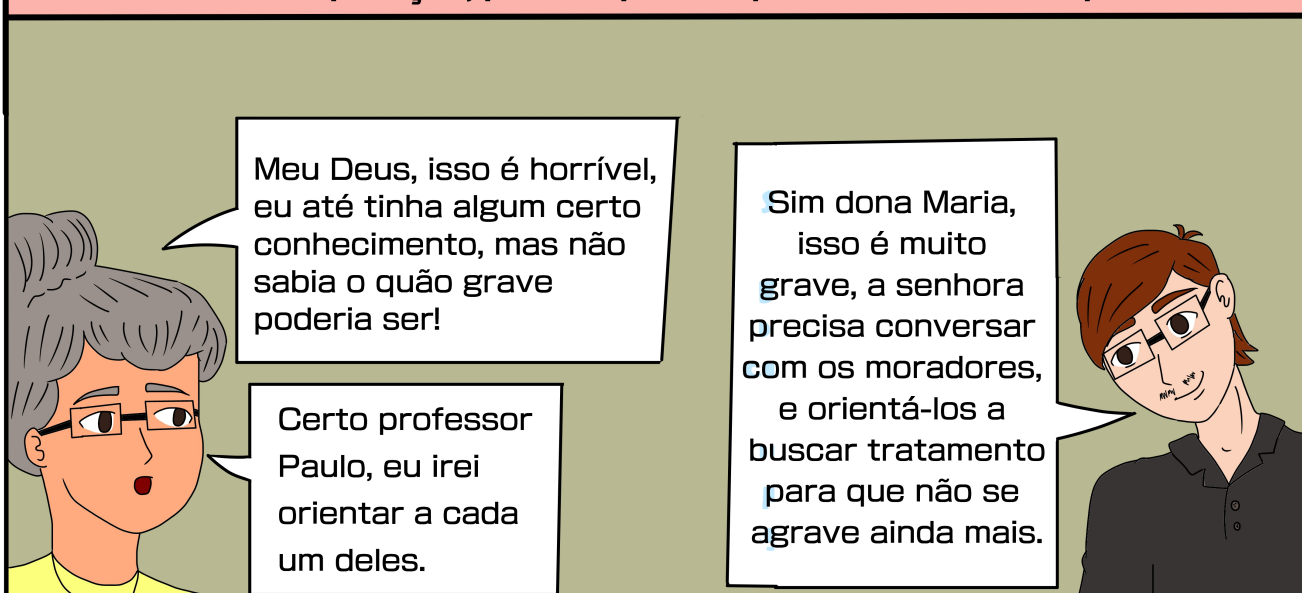 Meu Deus, isso é horrível,
eu até tinha algum certo
conhecimento, mas não
sabia o quão grave
poderia ser!
Sim dona Maria,
isso é muito
grave, a senhora
precisa conversar
com os moradores,
e orientá-los a
buscar tratamento
para que não se
agrave ainda mais.
Certo professor
Paulo, eu irei
orientar a cada
um deles.